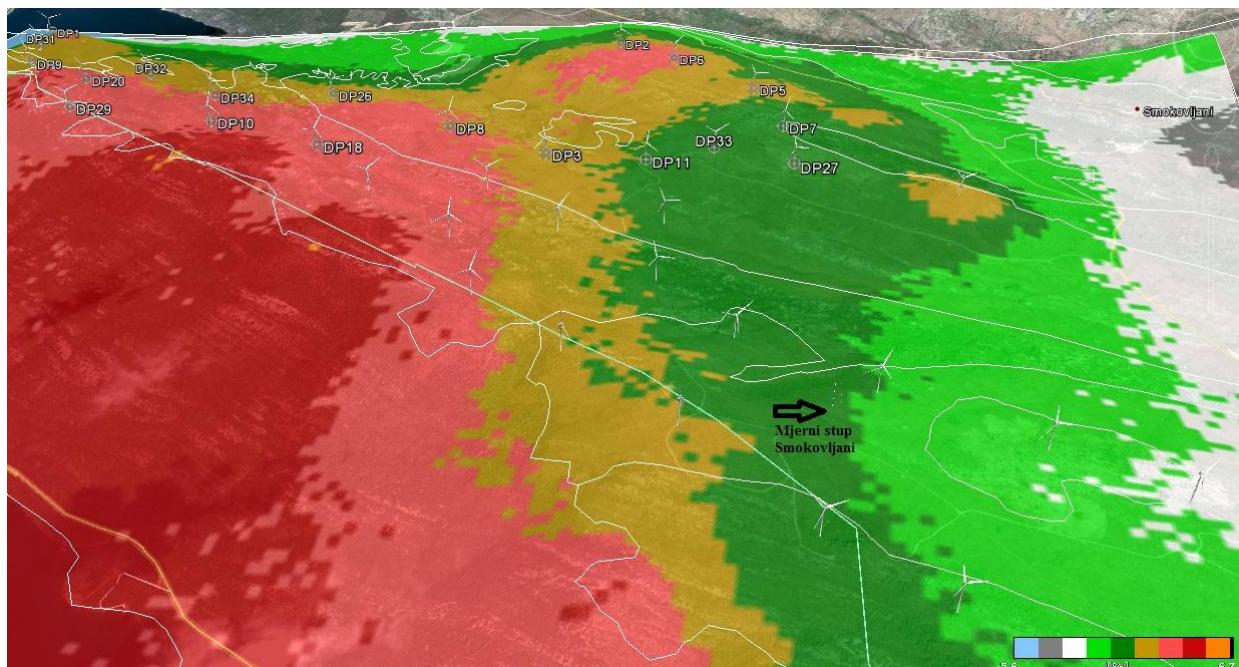 DP1
DP31
DP2
DP9
DP6
DP32
DP20
DP5
DP34
DP26
DP29
Smokovljani
DP10
DP8
DP7
DP33
DP18
DP3
DP11
DP27
Mjerni stup
Smokovljani